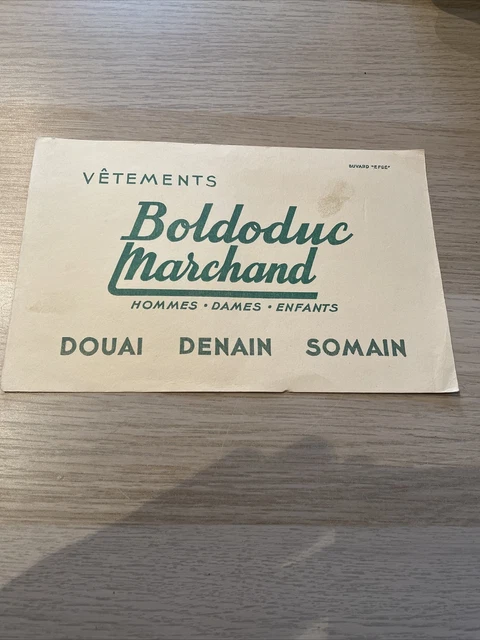 BUVARD "EFGE"
VÊTEMENTS
Boldoduc
Marchand
HOMMES • DAMES • ENFANTS
DOUAI DENAIN SOMAIN